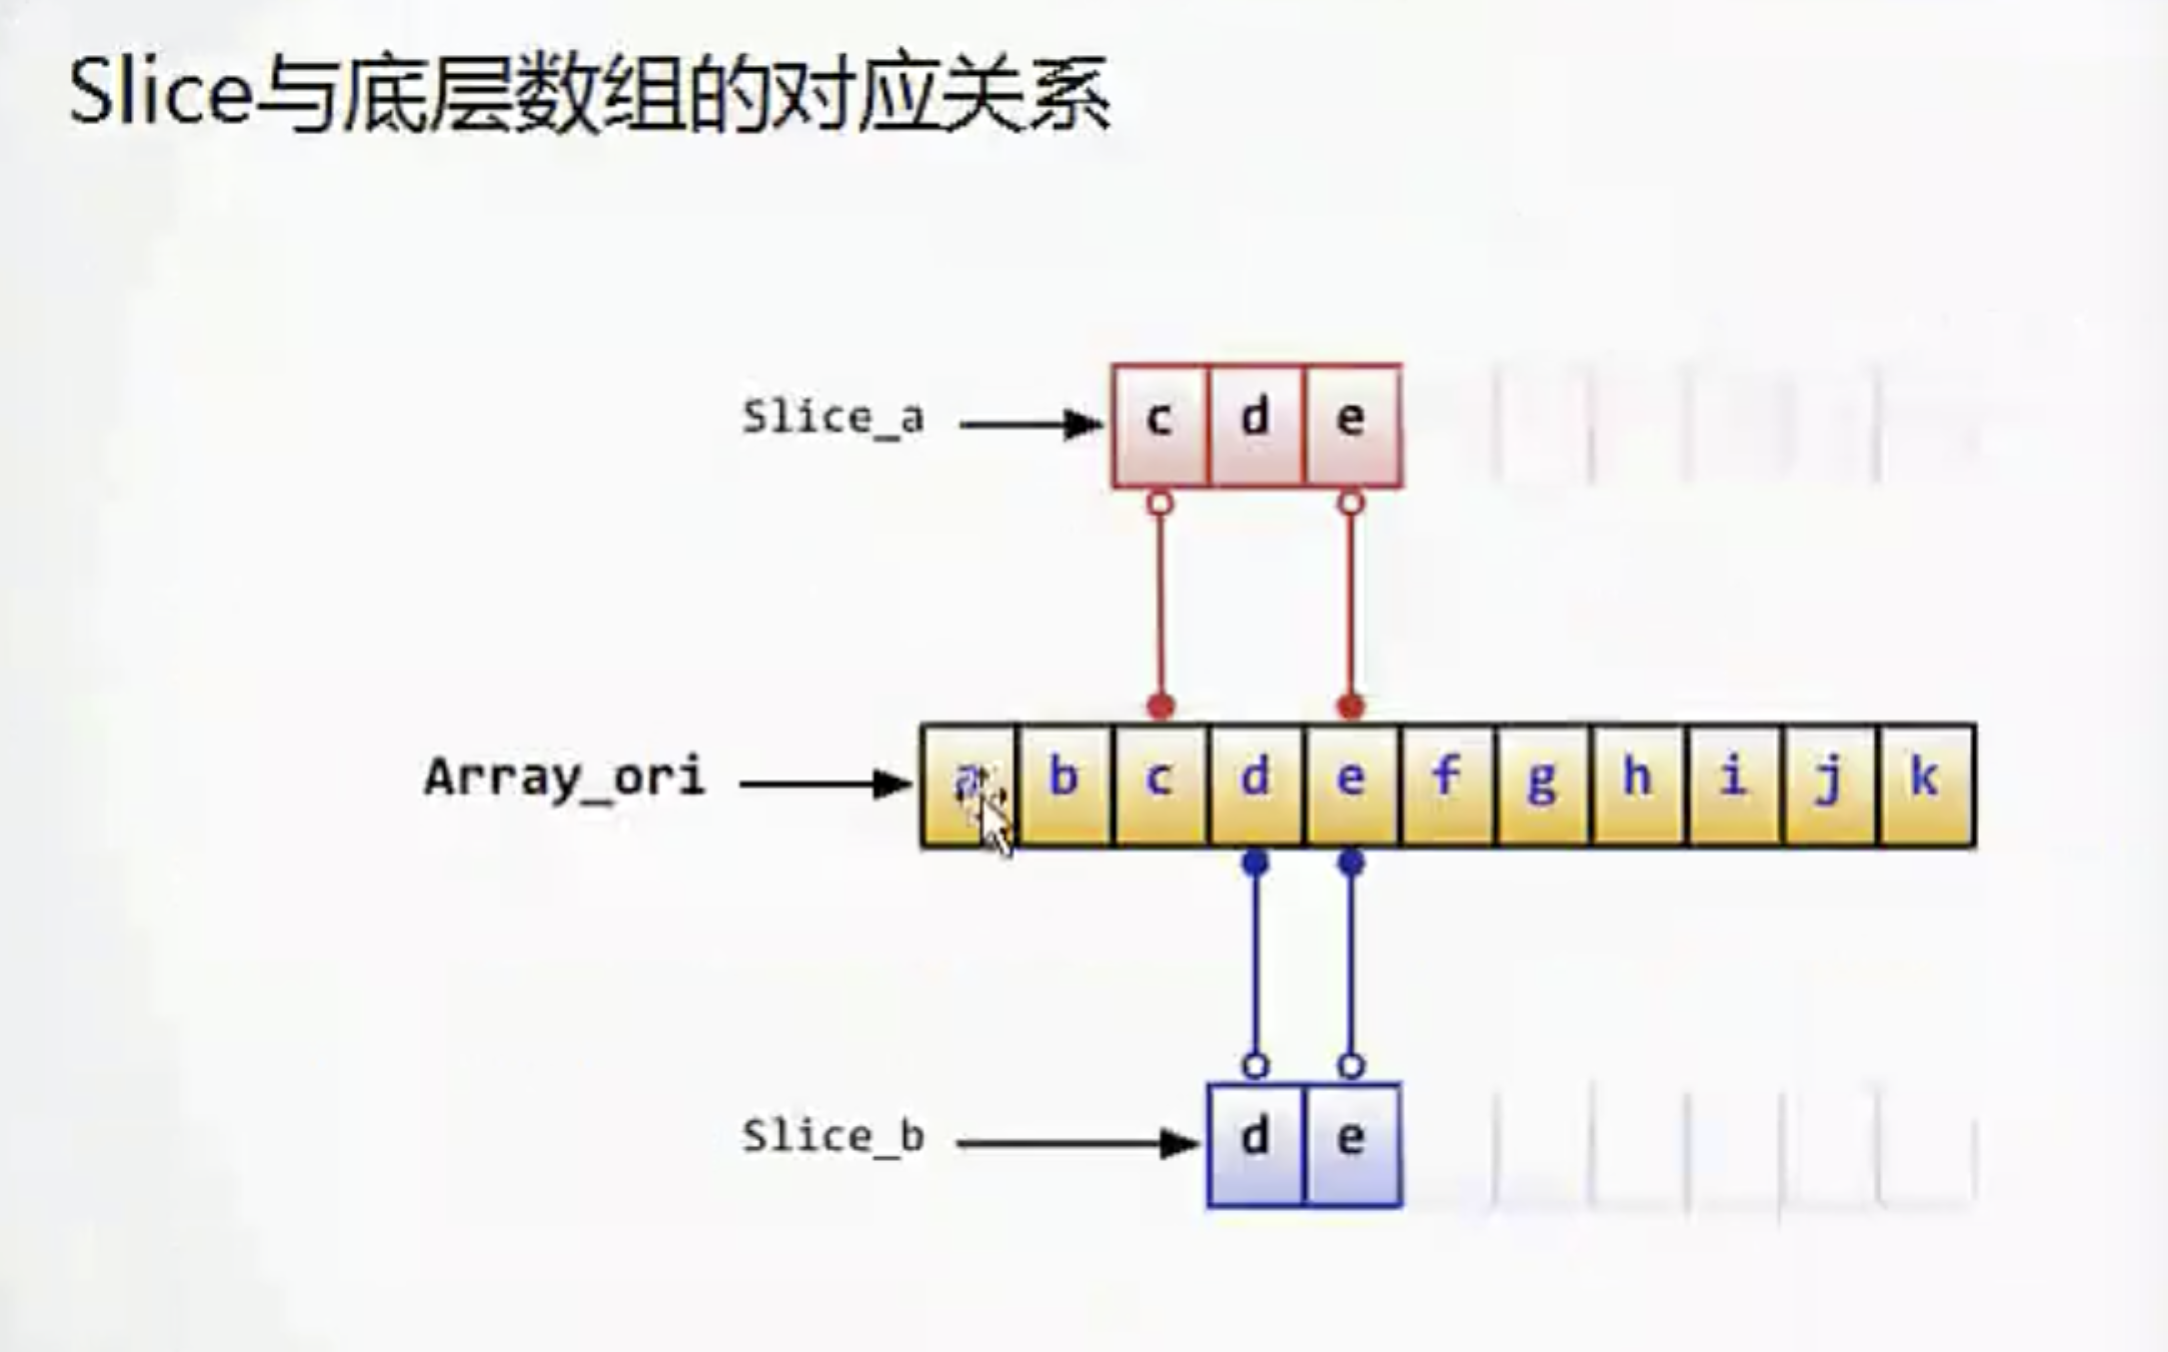 Slice与底层数组的对应关系
Slice_a c d e
Array_ori a b c d e f g h i j k
Slice_b d e